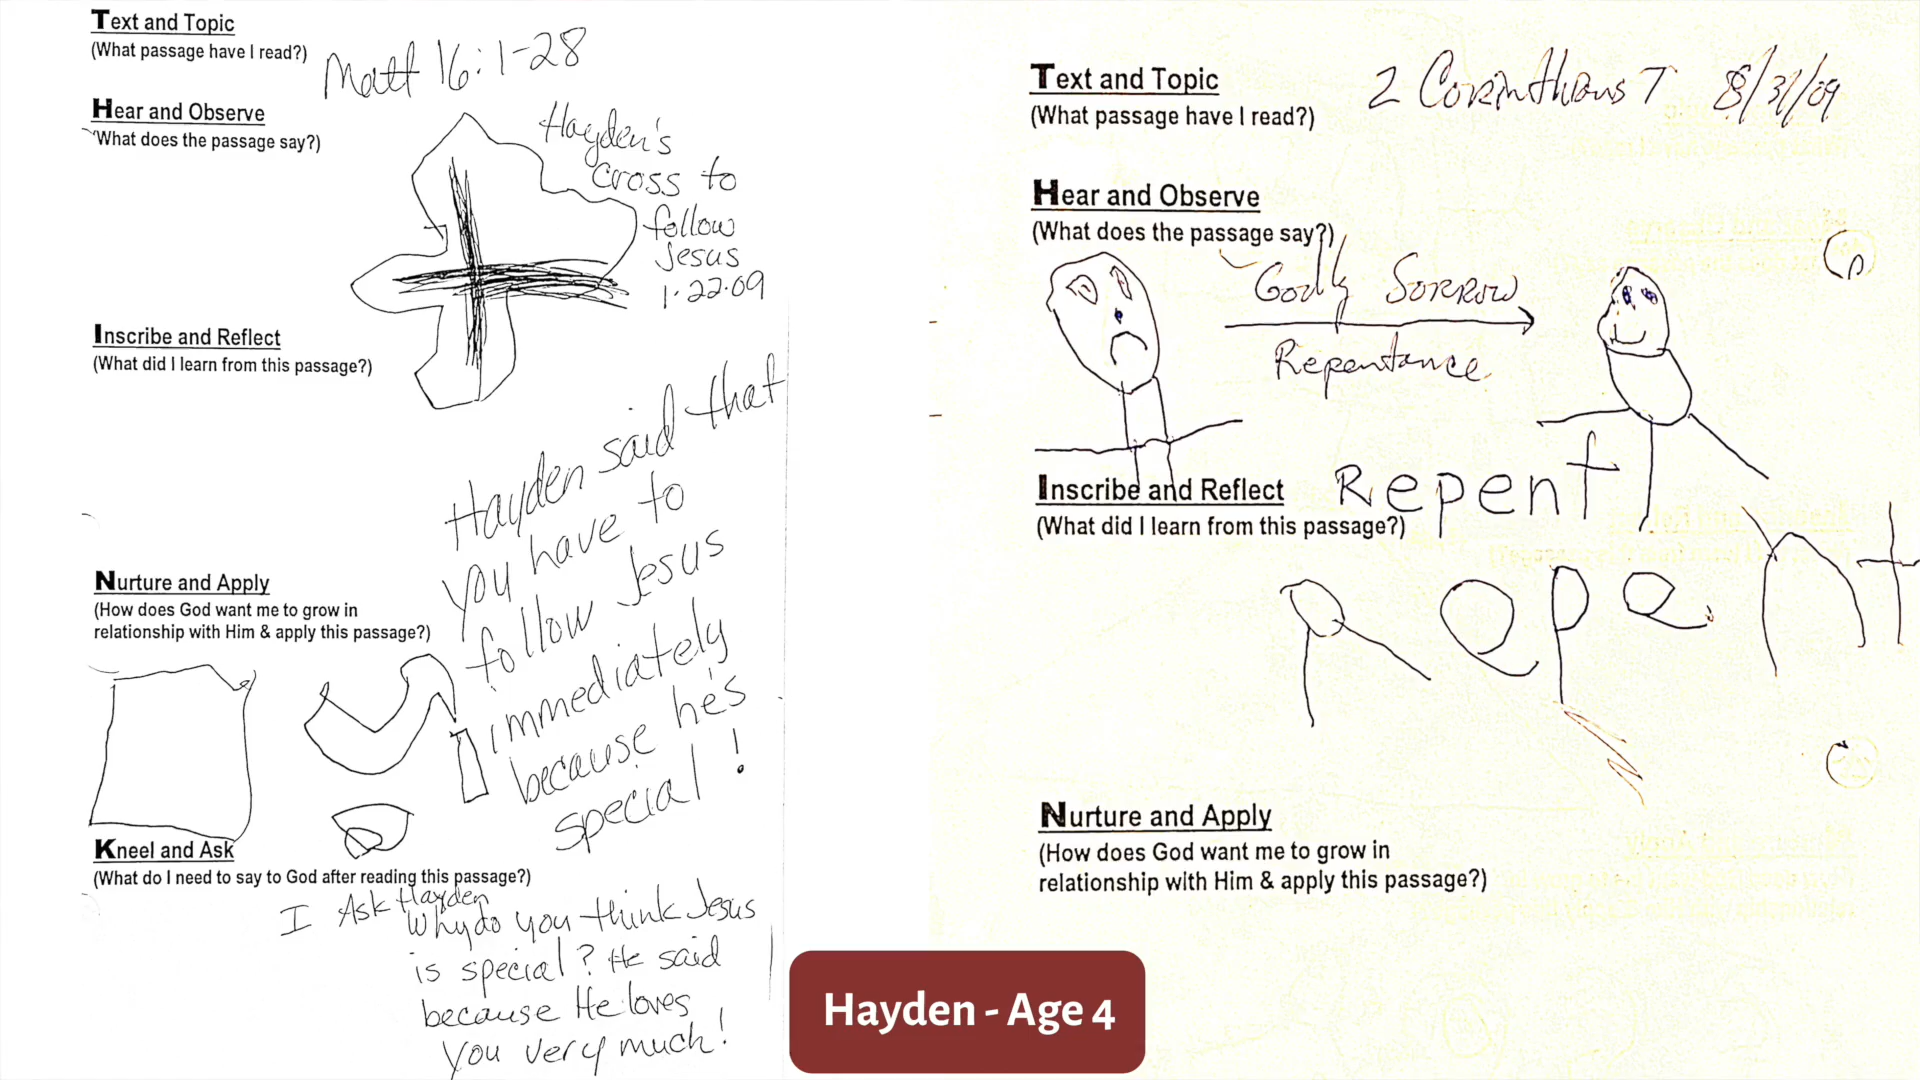 Text and Topic
(What passage have I read?)
Matt 16:1-28
Hear and Observe
(What does the passage say?)
Hayden's
cross to
follow
Jesus
1.22.09
Inscribe and Reflect
(What did I learn from this passage?)
Hayden said that
you have to
follow Jesus
immediately
because he's
special!
Nurture and Apply
(How does God want me to grow in
relationship with Him & apply this passage?)
Kneel and Ask
(What do I need to say to God after reading this passage?)
I Ask Hayden
Why do you think Jesus
is special? He said
because He loves
you very much!
Text and Topic
(What passage have I read?)
2 Corinthians 7 8/31/09
Hear and Observe
(What does the passage say?)
Godly Sorrow
Repentance
Inscribe and Reflect
(What did I learn from this passage?)
Repent
Repent
Nurture and Apply
(How does God want me to grow in
relationship with Him & apply this passage?)
Hayden - Age 4